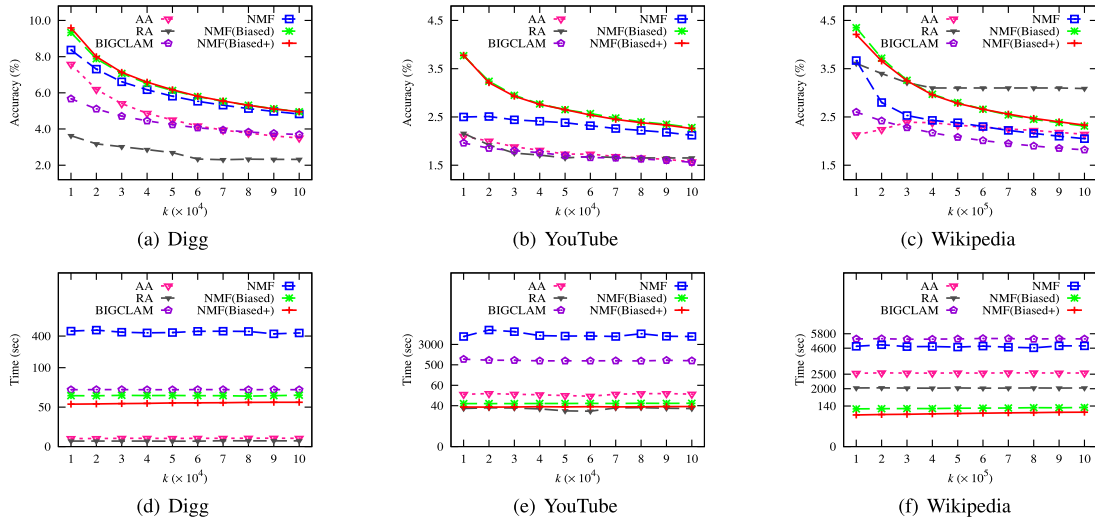 AA
RA
BIGCLAM
NMF
NMF(Biased)
NMF(Biased+)
Accuracy (%)
10.0
8.0
6.0
4.0
2.0
1 2 3 4 5 6 7 8 9 10
k (× 10⁴)
(a) Digg
AA
RA
BIGCLAM
NMF
NMF(Biased)
NMF(Biased+)
Accuracy (%)
4.5
3.5
2.5
1.5
1 2 3 4 5 6 7 8 9 10
k (× 10⁴)
(b) YouTube
AA
RA
BIGCLAM
NMF
NMF(Biased)
NMF(Biased+)
Accuracy (%)
4.5
3.5
2.5
1.5
1 2 3 4 5 6 7 8 9 10
k (× 10⁵)
(c) Wikipedia
AA
RA
BIGCLAM
NMF
NMF(Biased)
NMF(Biased+)
Time (sec)
400
100
50
0
1 2 3 4 5 6 7 8 9 10
k (× 10⁴)
(d) Digg
AA
RA
BIGCLAM
NMF
NMF(Biased)
NMF(Biased+)
Time (sec)
3000
500
60
40
0
1 2 3 4 5 6 7 8 9 10
k (× 10⁴)
(e) YouTube
AA
RA
BIGCLAM
NMF
NMF(Biased)
NMF(Biased+)
Time (sec)
5800
4600
2500
2000
140
0
1 2 3 4 5 6 7 8 9 10
k (× 10⁵)
(f) Wikipedia